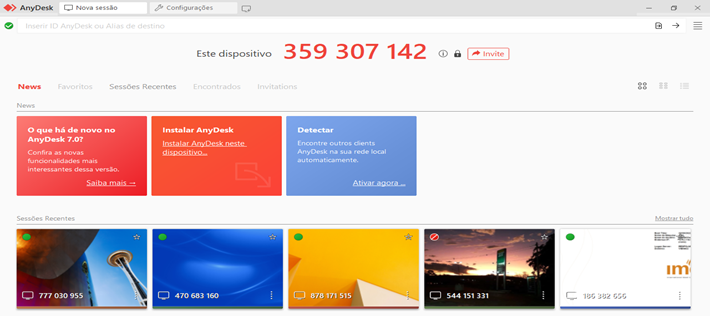 AnyDesk
Nova sessão
Configurações
Inserir ID AnyDesk ou Alias de destino
Este dispositivo 359 307 142 Invite
News Favoritos Sessões Recentes Encontrados Invitations
News
O que há de novo no
AnyDesk 7.0?
Confira as novas
funcionalidades mais
interessantes dessa versão.
Saiba mais →
Instalar AnyDesk
Instalar AnyDesk neste
dispositivo...
Detectar
Encontre outros clients
AnyDesk na sua rede local
automaticamente.
Ativar agora ...
Sessões Recentes Mostrar tudo
777 030 955
470 683 160
878 171 515
544 151 331
186 382 656